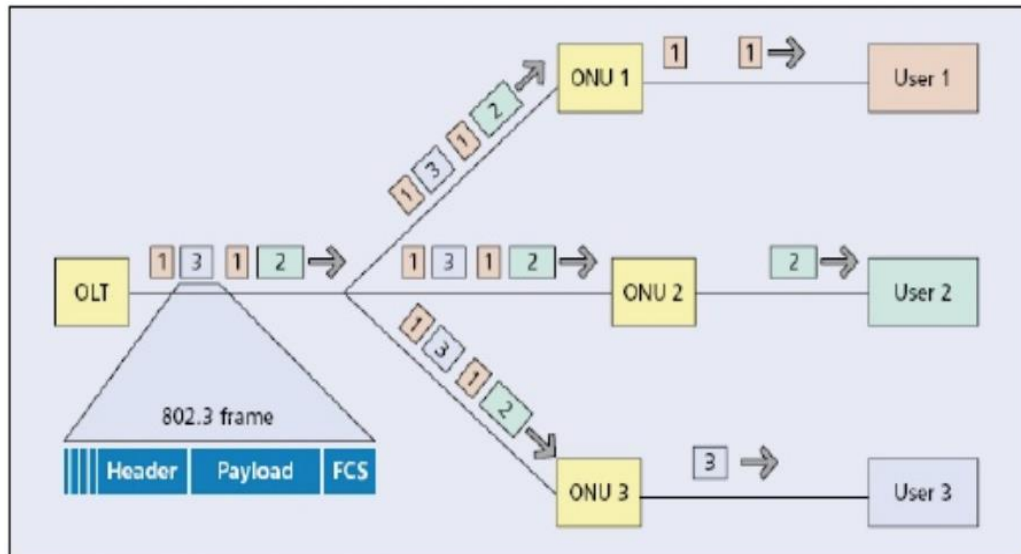 1 1 User 1
ONU 1
1 3 1 2
OLT 1 3 1 2
1 3 1 2 ONU 2 2 User 2
1 3 1 2
802.3 frame
Header Payload FCS
ONU 3 3 User 3